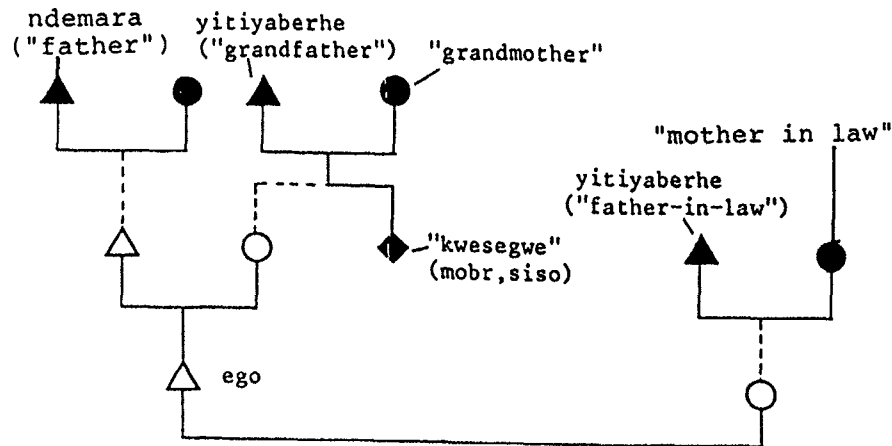 ndemara
("father")
yitiyaberhe
("grandfather")
"grandmother"
"mother in law"
yitiyaberhe
("father-in-law")
"kwesegwe"
(mobr,siso)
ego